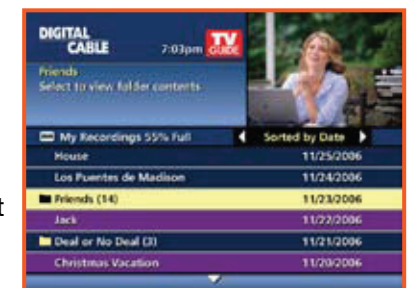 DIGITAL
CABLE
7:03pm
TV
GUIDE
Friends
Select to view folder contents
My Recordings 55% Full
Sorted by Date
House 11/25/2006
Los Puentes de Madison 11/24/2006
Friends (14) 11/23/2006
Jack 11/22/2006
Deal or No Deal (3) 11/21/2006
Christmas Vacation 11/20/2006
t